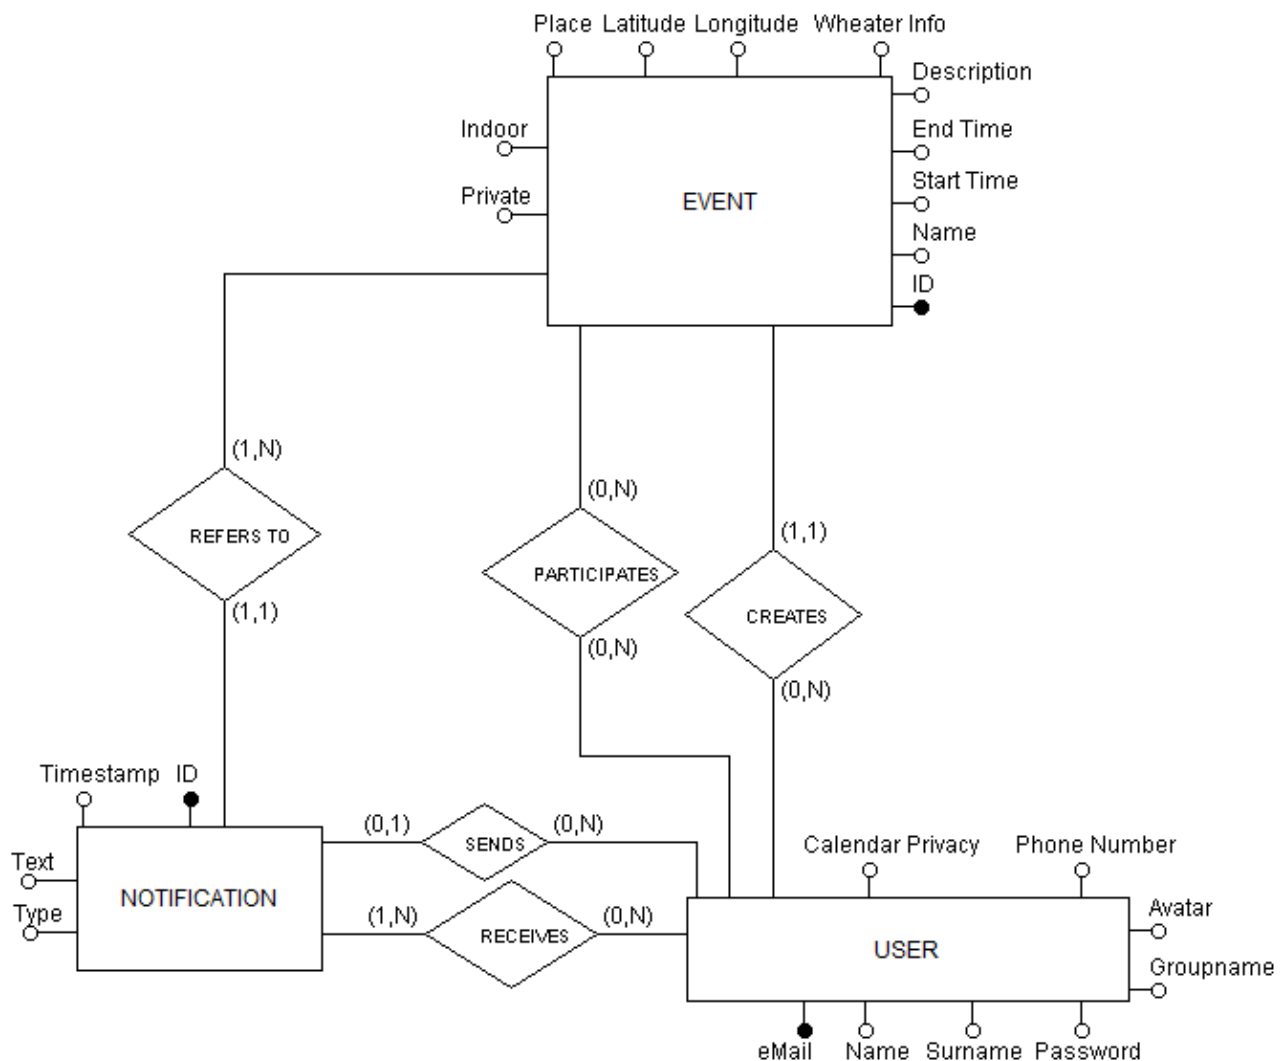 Place Latitude Longitude Wheater Info
Description
Indoor
End Time
Start Time
Private
EVENT
Name
ID
(1,N)
(0,N)
REFERS TO
(1,1)
PARTICIPATES
(1,1)
CREATES
(0,N)
(0,N)
Timestamp ID
(0,1) SENDS (0,N)
Calendar Privacy Phone Number
Text
NOTIFICATION
Type
(1,N) RECEIVES (0,N)
Avatar
USER
Groupname
eMail Name Surname Password